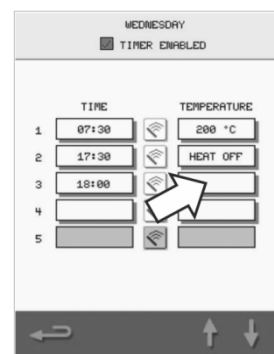 WEDNESDAY
TIMER ENABLED
TIME TEMPERATURE
1 07:30 200 °C
2 17:30 HEAT OFF
3 18:00
4
5